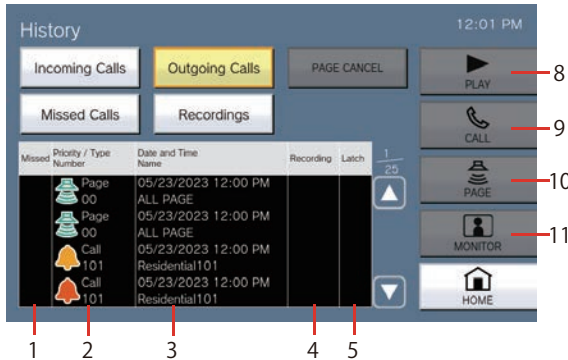 History
12:01 PM
Incoming Calls
Outgoing Calls
PAGE CANCEL
PLAY
8
Missed Calls
Recordings
CALL
9
Missed
Priority / Type
Number
Date and Time
Name
Recording
Latch
1
25
PAGE
10
Page
00
05/23/2023 12:00 PM
ALL PAGE
Page
00
05/23/2023 12:00 PM
ALL PAGE
MONITOR
11
Call
101
05/23/2023 12:00 PM
Residential101
Call
101
05/23/2023 12:00 PM
Residential101
HOME
1
2
3
4
5